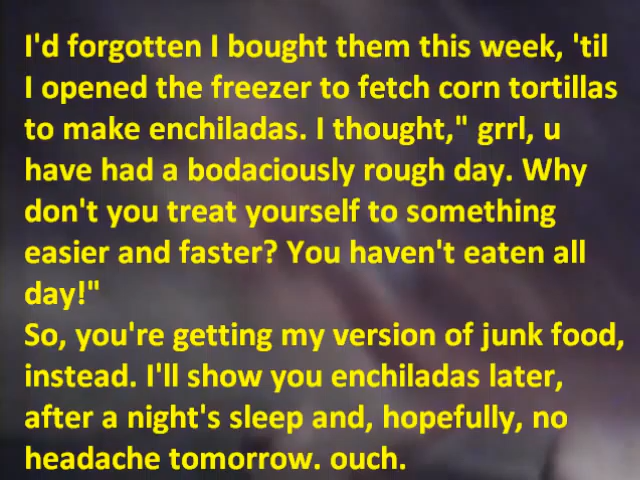 I'd forgotten I bought them this week, 'til
I opened the freezer to fetch corn tortillas
to make enchiladas. I thought," grrl, u
have had a bodaciously rough day. Why
don't you treat yourself to something
easier and faster? You haven't eaten all
day!"
So, you're getting my version of junk food,
instead. I'll show you enchiladas later,
after a night's sleep and, hopefully, no
headache tomorrow. ouch.